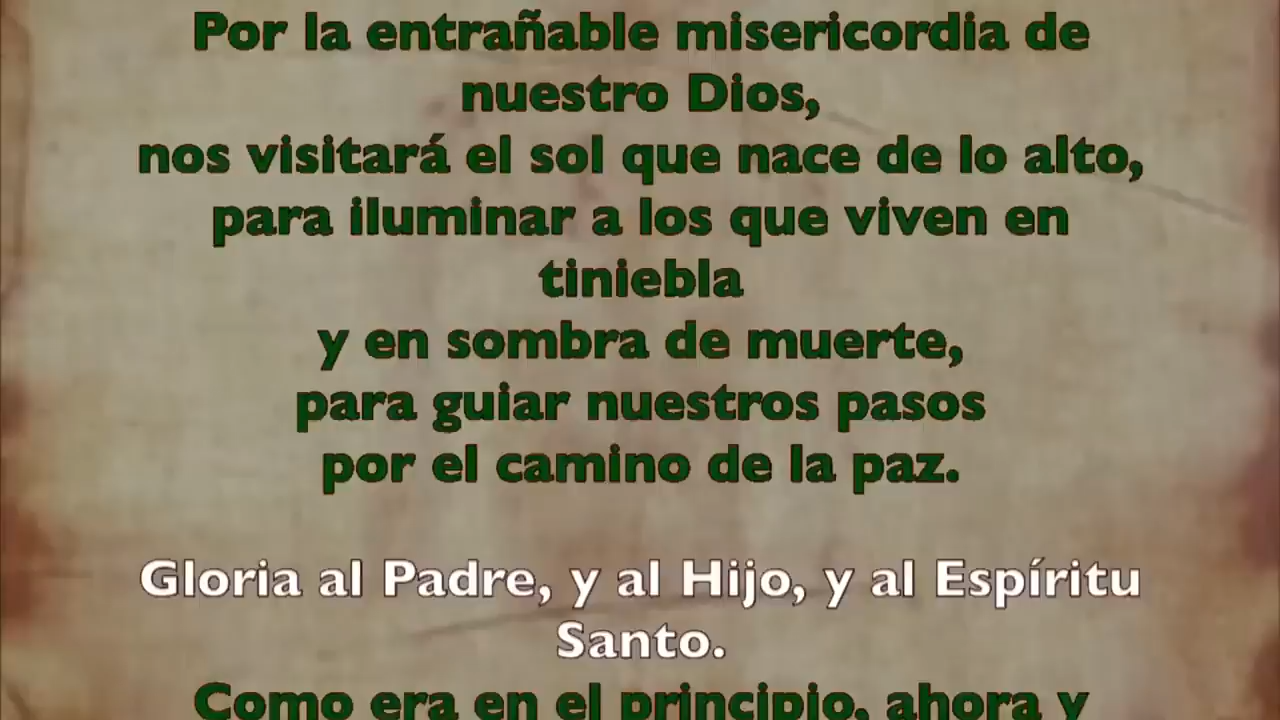 Por la entrañable misericordia de
nuestro Dios,
nos visitará el sol que nace de lo alto,
para iluminar a los que viven en
tiniebla
y en sombra de muerte,
para guiar nuestros pasos
por el camino de la paz.
Gloria al Padre, y al Hijo, y al Espíritu
Santo.
Como era en el principio, ahora y